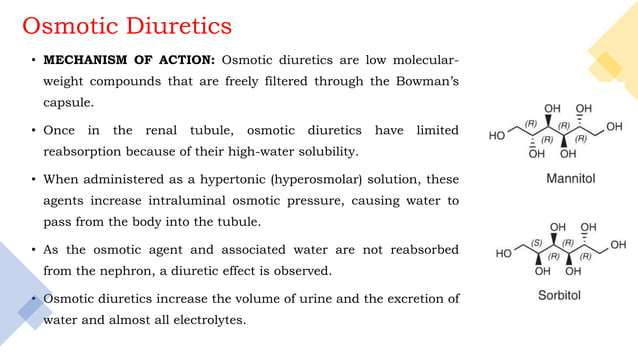 Osmotic Diuretics
• MECHANISM OF ACTION: Osmotic diuretics are low molecular-
weight compounds that are freely filtered through the Bowman’s
capsule.
• Once in the renal tubule, osmotic diuretics have limited
reabsorption because of their high-water solubility.
• When administered as a hypertonic (hyperosmolar) solution, these
agents increase intraluminal osmotic pressure, causing water to
pass from the body into the tubule.
• As the osmotic agent and associated water are not reabsorbed
from the nephron, a diuretic effect is observed.
• Osmotic diuretics increase the volume of urine and the excretion of
water and almost all electrolytes.
OH OH
(R) (R) OH
HO (R) (R)
OH OH
Mannitol
OH OH
(S) (R) OH
HO (R) (R)
OH OH
Sorbitol